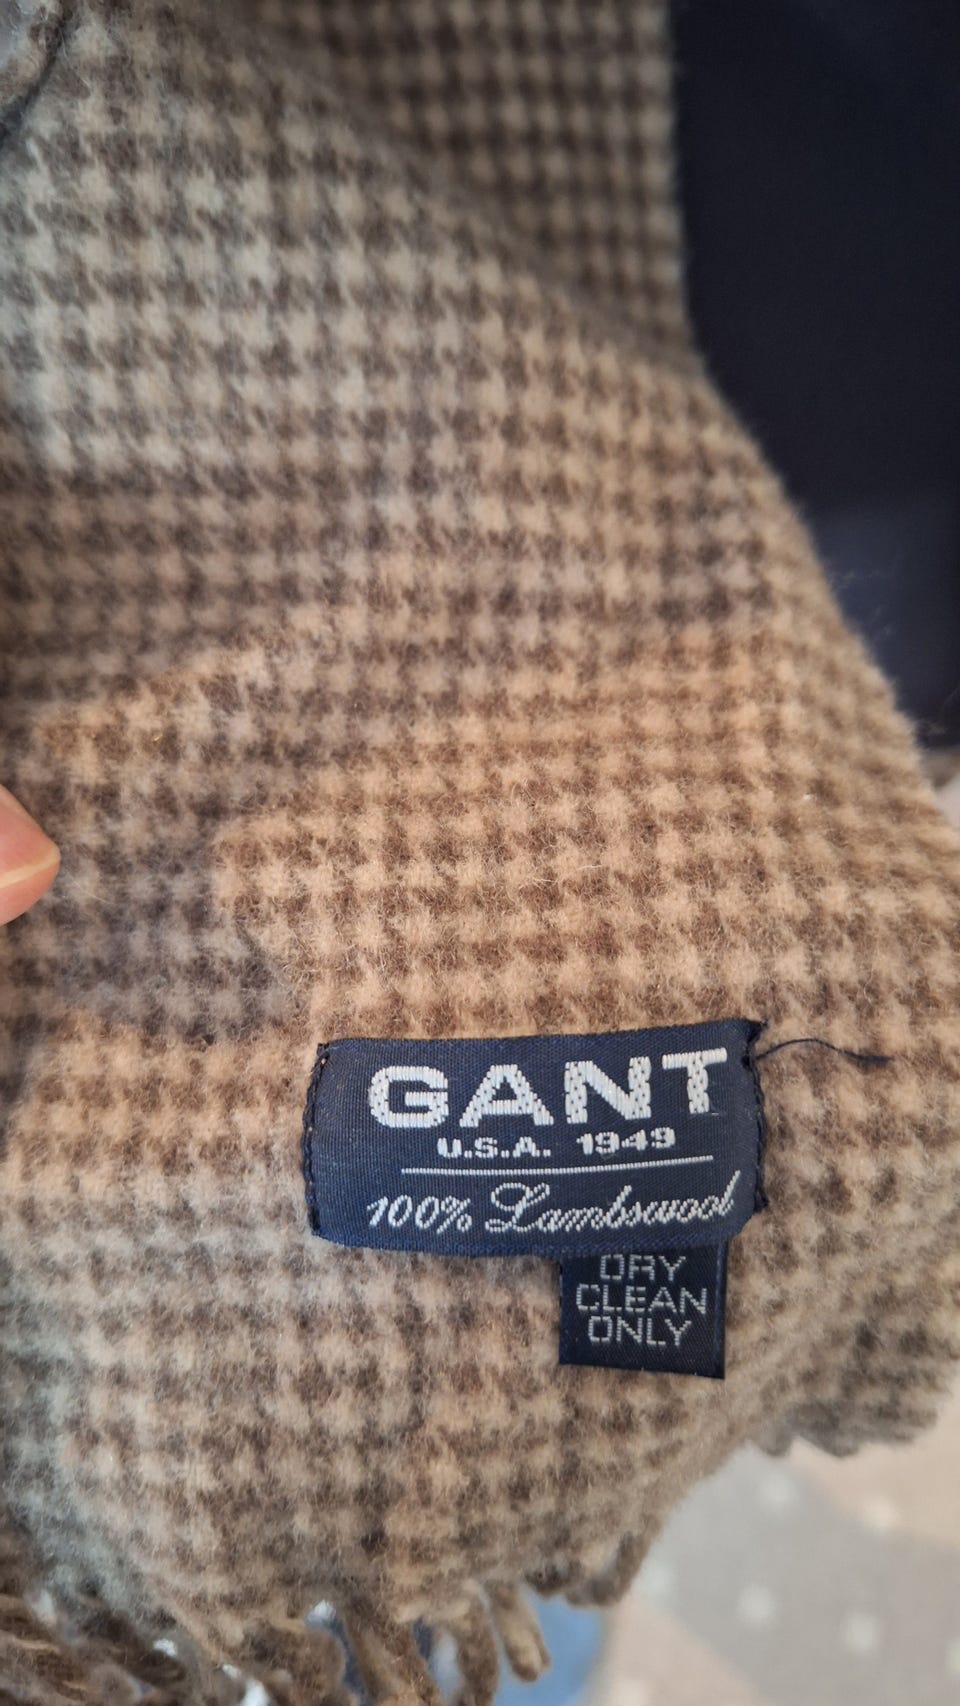 GANT
U.S.A. 1949
100% Lambswool
DRY
CLEAN
ONLY